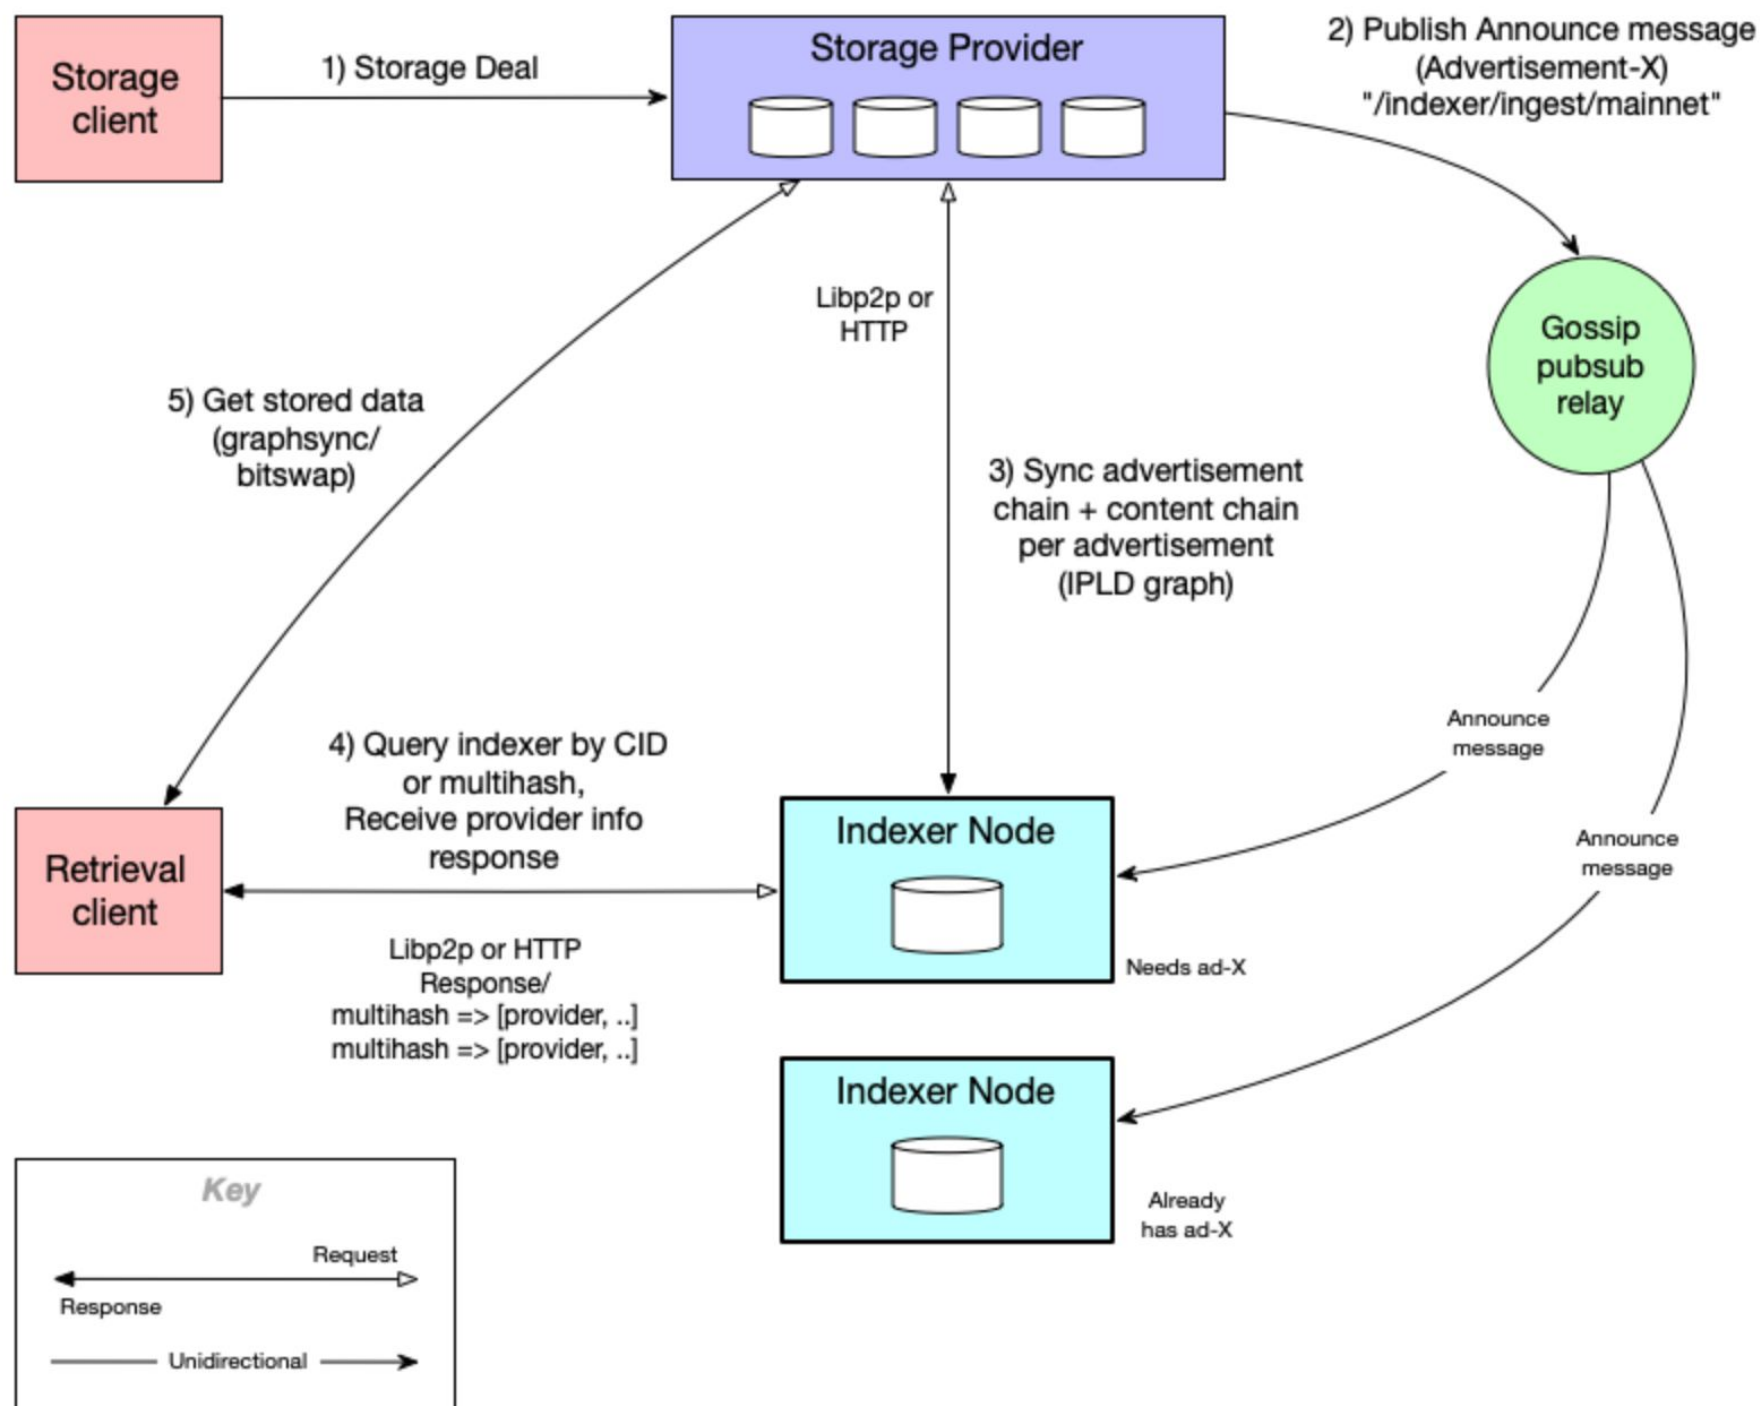 Storage
client
1) Storage Deal
Storage Provider
2) Publish Announce message
(Advertisement-X)
"/indexer/ingest/mainnet"
Gossip
pubsub
relay
Libp2p or
HTTP
5) Get stored data
(graphsync/
bitswap)
3) Sync advertisement
chain + content chain
per advertisement
(IPLD graph)
Announce
message
Announce
message
4) Query indexer by CID
or multihash,
Receive provider info
response
Retrieval
client
Libp2p or HTTP
Response/
multihash => [provider, ..]
multihash => [provider, ..]
Indexer Node
Needs ad-X
Indexer Node
Already
has ad-X
Key
Request
Response
Unidirectional